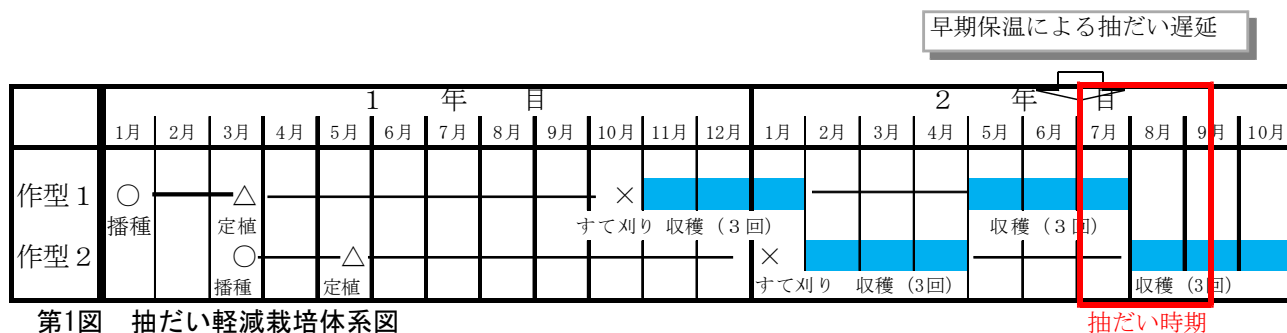 早期保温による抽だい遅延
1 年 目 2 年 目
1月 2月 3月 4月 5月 6月 7月 8月 9月 10月 11月 12月 1月 2月 3月 4月 5月 6月 7月 8月 9月 10月
作型1 ○ △ ×
播種 定植 すて刈り 収穫(3回) 収穫(3回)
作型2 ○ △ ×
播種 定植 すて刈り 収穫(3回) 収穫(3回)
第1図 抽だい軽減栽培体系図 抽だい時期